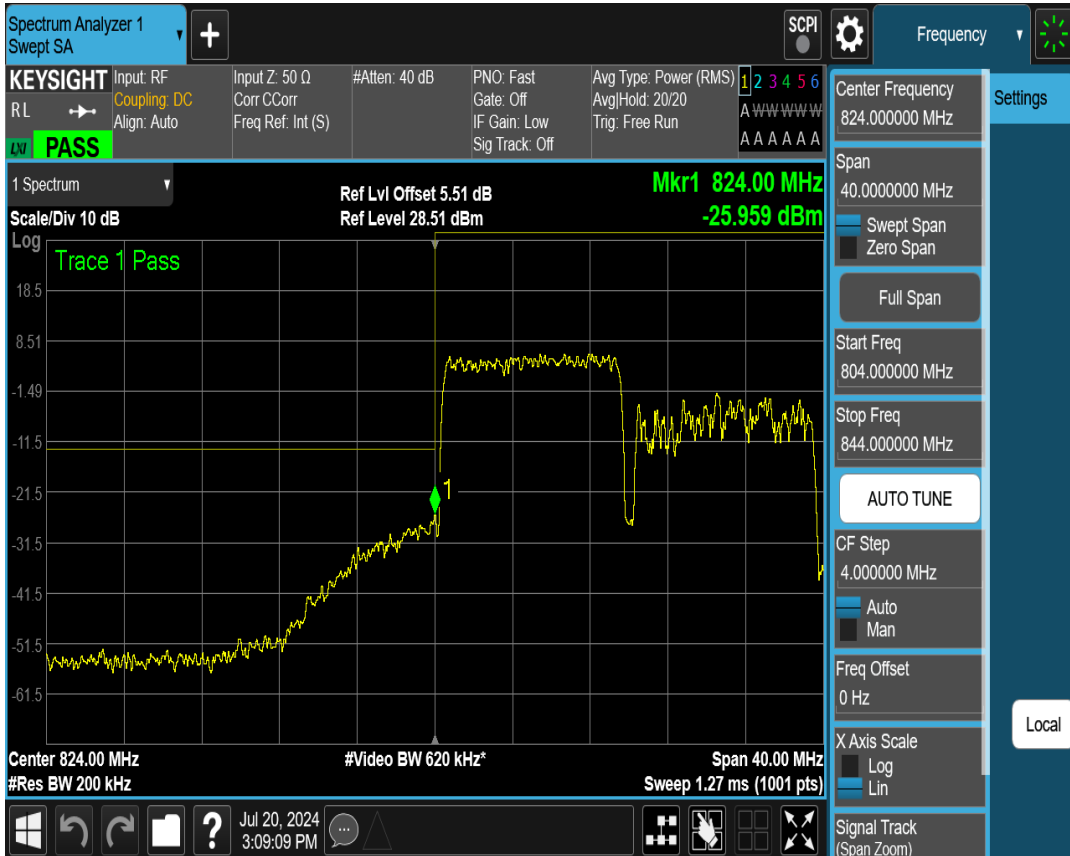 Spectrum Analyzer 1
Swept SA
+
SCPI
Frequency
KEYSIGHT
R L
LXI
PASS
Input: RF
Coupling: DC
Align: Auto
Input Z: 50 Ω
Corr CCorr
Freq Ref: Int (S)
#Atten: 40 dB
PNO: Fast
Gate: Off
IF Gain: Low
Sig Track: Off
Avg Type: Power (RMS)
Avg|Hold: 20/20
Trig: Free Run
1 2 3 4 5 6
A W W W W W
A A A A A A
1 Spectrum
Scale/Div 10 dB
Log
Ref Lvl Offset 5.51 dB
Ref Level 28.51 dBm
Mkr1 824.00 MHz
-25.959 dBm
Trace 1 Pass
18.5
8.51
-1.49
-11.5
-21.5
-31.5
-41.5
-51.5
-61.5
1
Center 824.00 MHz
#Res BW 200 kHz
#Video BW 620 kHz*
Span 40.00 MHz
Sweep 1.27 ms (1001 pts)
Center Frequency
824.000000 MHz
Span
40.0000000 MHz
Swept Span
Zero Span
Full Span
Start Freq
804.000000 MHz
Stop Freq
844.000000 MHz
AUTO TUNE
CF Step
4.000000 MHz
Auto
Man
Freq Offset
0 Hz
X Axis Scale
Log
Lin
Signal Track
(Span Zoom)
Settings
Local
?
Jul 20, 2024
3:09:09 PM